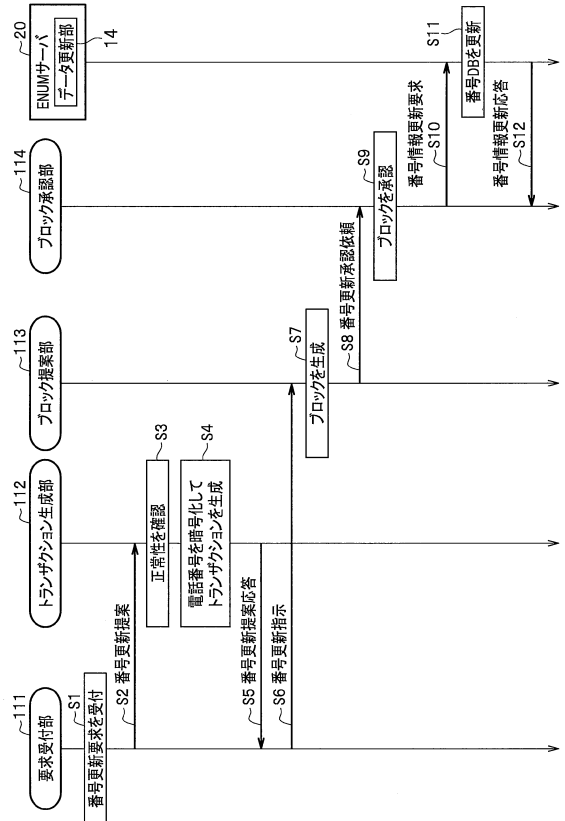 111
要求受付部
112
トランザクション生成部
113
ブロック提案部
114
ブロック承認部
20
ENUMサーバ
データ更新部
14
S1
番号更新要求を受付
S2 番号更新提案
S3
正常性を確認
S4
電話番号を暗号化して
トランザクションを生成
S5 番号更新提案応答
S6 番号更新指示
S7
ブロックを生成
S8 番号更新承認依頼
S9
ブロックを承認
番号情報更新要求
S10
S11
番号DBを更新
番号情報更新応答
S12